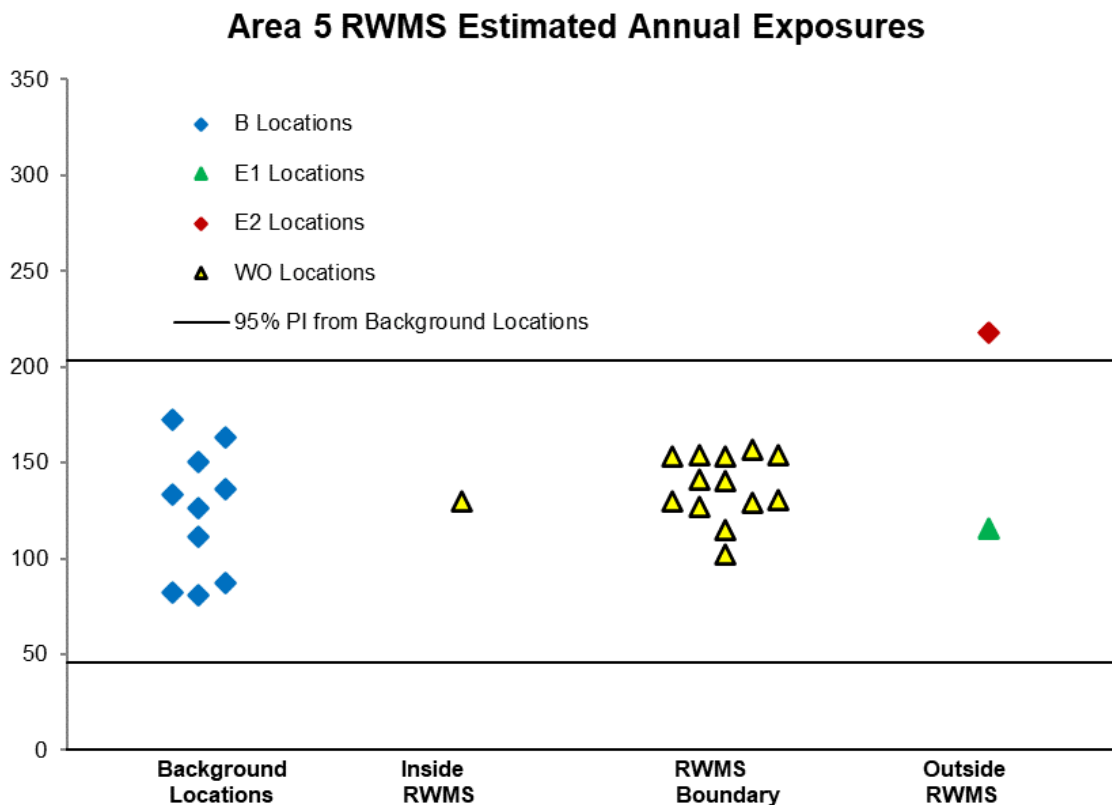 Area 5 RWMS Estimated Annual Exposures
350
300
250
200
150
100
50
0
B Locations
E1 Locations
E2 Locations
WO Locations
95% PI from Background Locations
Background
Locations
Inside
RWMS
RWMS
Boundary
Outside
RWMS